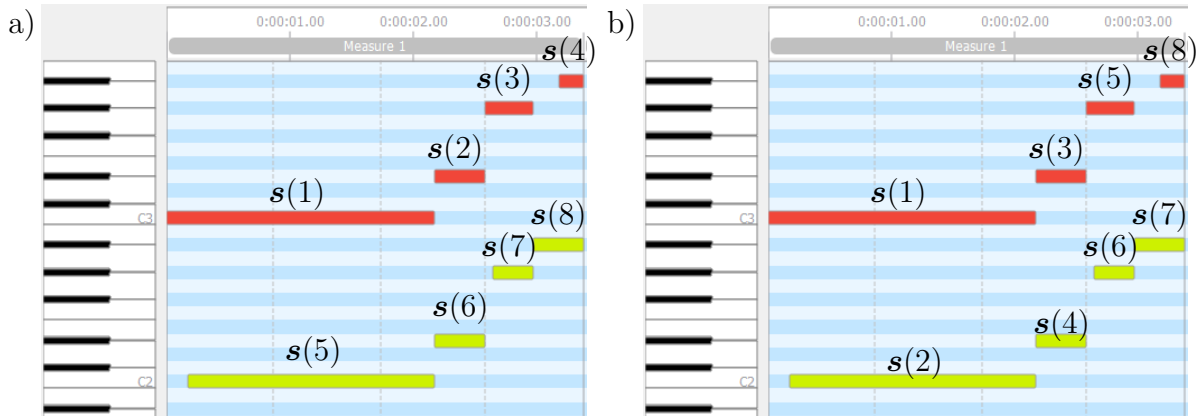 a)
0:00:01.00 0:00:02.00 0:00:03.00
Measure 1
s(4)
s(3)
s(2)
s(1)
C3
s(8)
s(7)
s(6)
s(5)
C2
b)
0:00:01.00 0:00:02.00 0:00:03.00
Measure 1
s(8)
s(5)
s(3)
s(1)
C3
s(7)
s(6)
s(4)
s(2)
C2